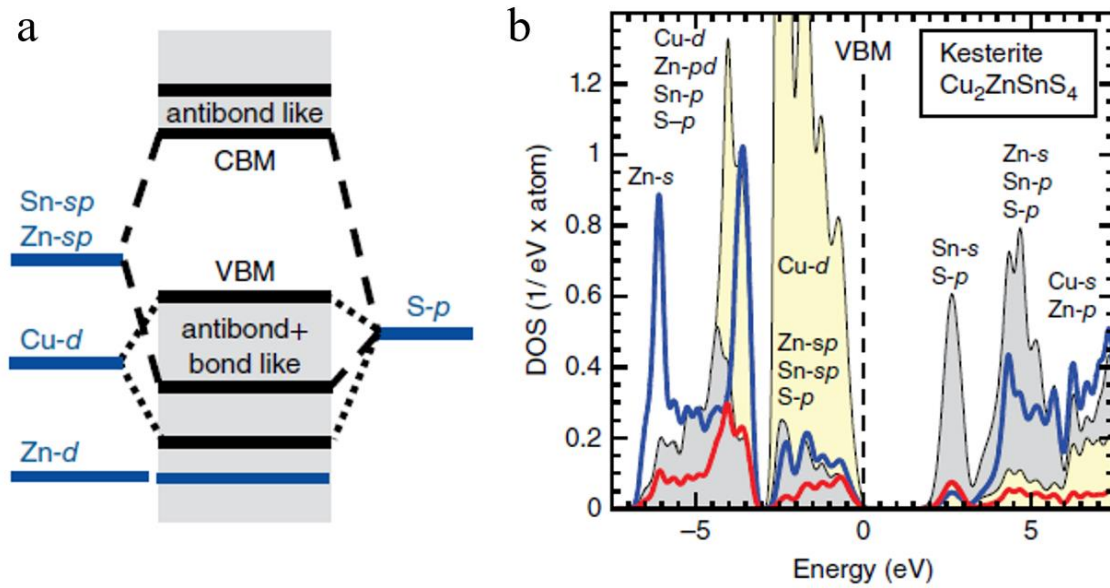 a
antibond like
CBM
Sn-sp
Zn-sp
VBM
Cu-d
antibond+
bond like
S-p
Zn-d
b
DOS (1/ eV x atom)
1.2
1
0.8
0.6
0.4
0.2
0
Cu-d
Zn-pd
Sn-p
S–p
VBM
Kesterite
Cu₂ZnSnS₄
Zn-s
Zn-s
Sn-p
S-p
Cu-d
Sn-s
S-p
Cu-s
Zn-p
Zn-sp
Sn-sp
S-p
–5
0
5
Energy (eV)